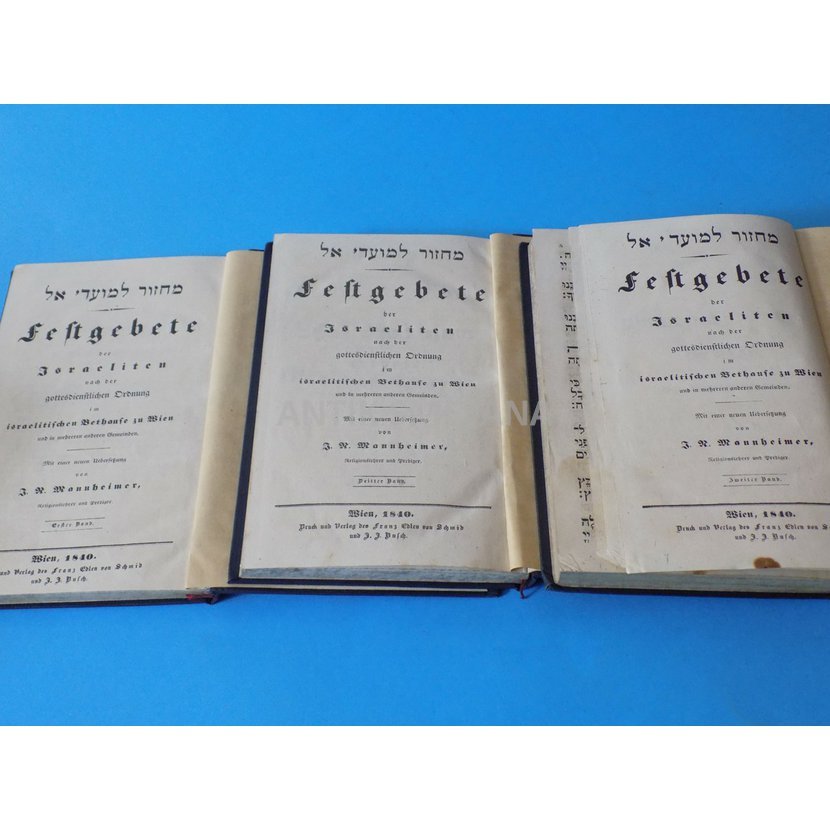 מחזור למועדי אל
Festgebete
der
Israeliten
nach der
gottesdienstlichen Ordnung
im
israelitischen Bethause zu Wien
und in mehreren anderen Gemeinden.
Mit einer neuen Uebersetzung
von
J. N. Mannheimer,
Religionslehrer und Prediger.
Erster Band.
Wien, 1840.
und Verlag des Franz Edlen von Schmid
und J. J. Busch.
מחזור למועדי אל
Festgebete
der
Israeliten
nach der
gottesdienstlichen Ordnung
im
israelitischen Bethause zu Wien
und in mehreren anderen Gemeinden.
Mit einer neuen Uebersetzung
von
J. N. Mannheimer,
Religionslehrer und Prediger.
Dritter Band.
Wien, 1840.
Druck und Verlag des Franz Edlen von Schmid
und J. J. Busch.
מחזור למועדי אל
Festgebete
der
Israeliten
nach der
gottesdienstlichen Ordnung
im
israelitischen Bethause zu Wien
und in mehreren anderen Gemeinden.
Mit einer neuen Uebersetzung
von
J. N. Mannheimer,
Religionslehrer und Prediger.
Zweiter Band.
Wien, 1840.
Druck und Verlag des Franz Edlen von Schmid
und J. J. Busch.